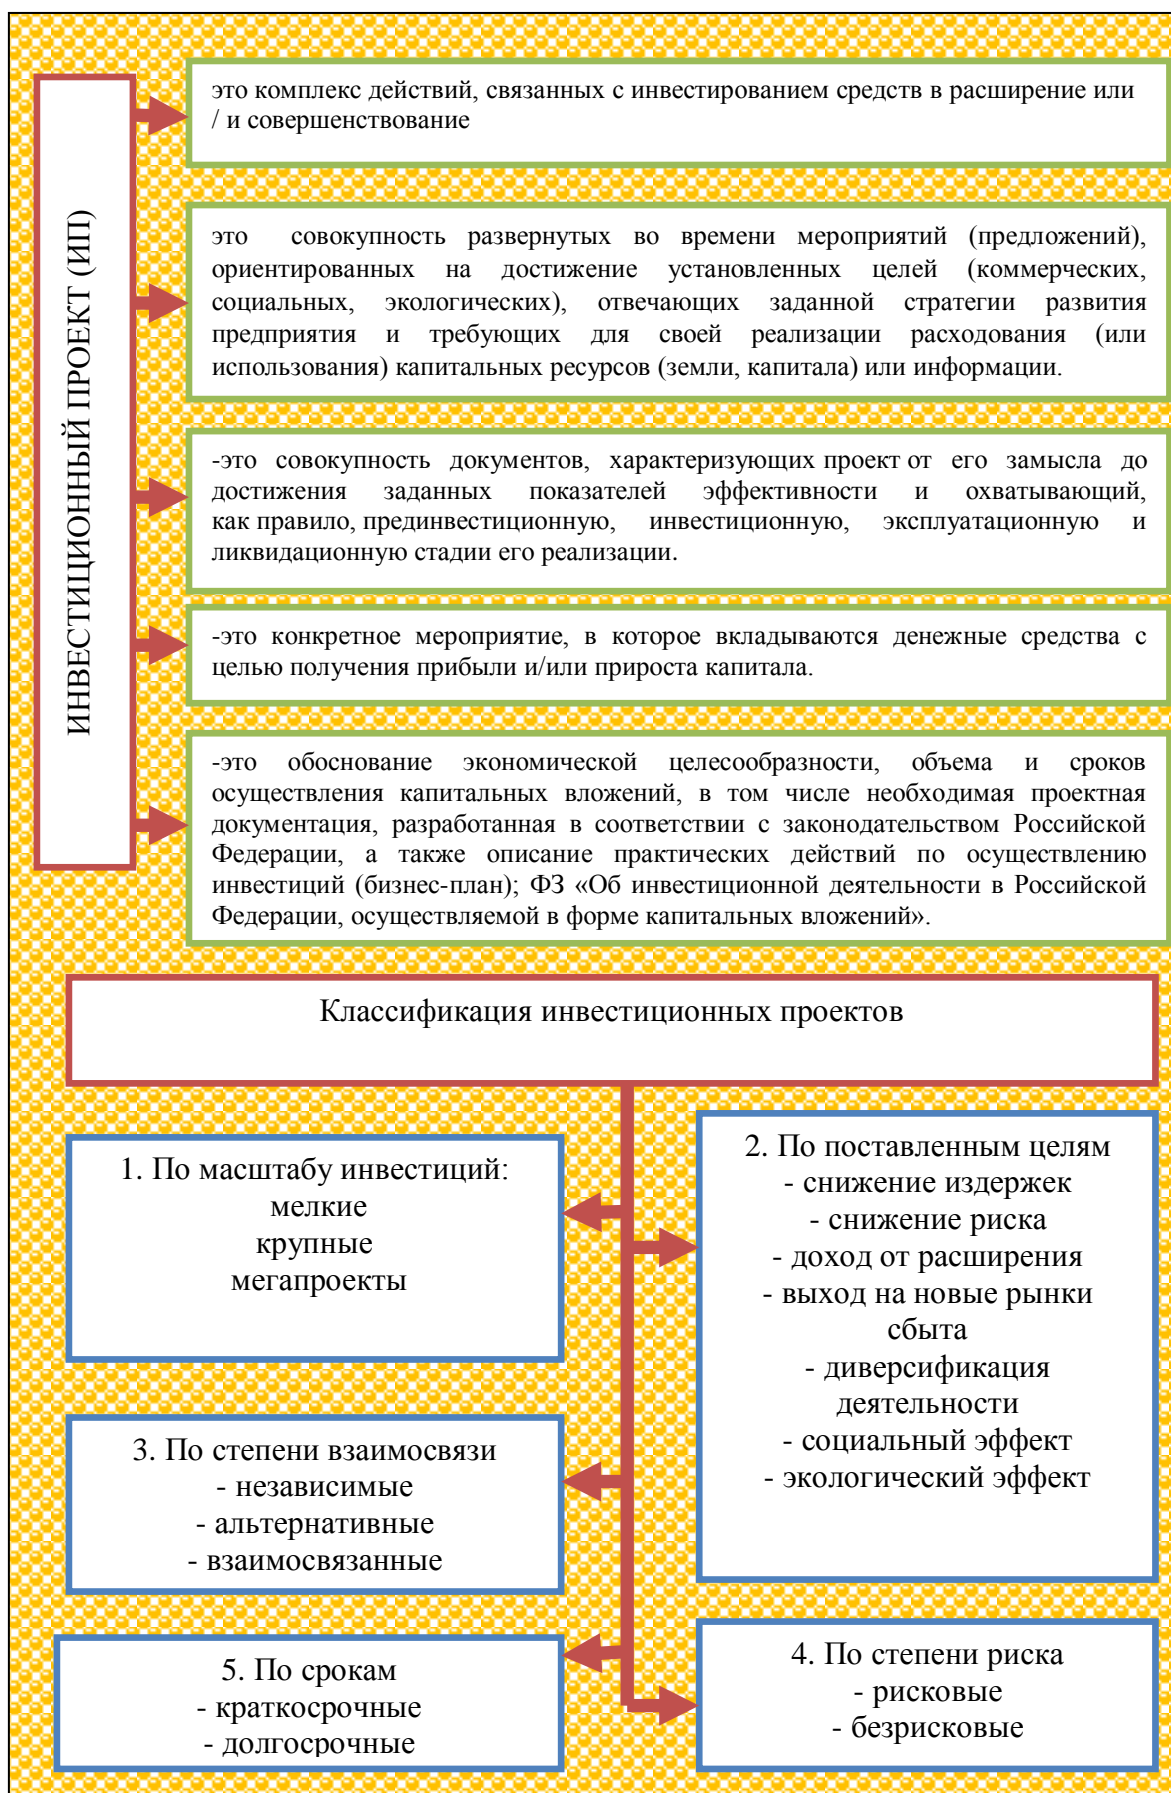 ИНВЕСТИЦИОННЫЙ ПРОЕКТ (ИП)
это комплекс действий, связанных с инвестированием средств в расширение или
/ и совершенствование
это совокупность развернутых во времени мероприятий (предложений),
ориентированных на достижение установленных целей (коммерческих,
социальных, экологических), отвечающих заданной стратегии развития
предприятия и требующих для своей реализации расходования (или
использования) капитальных ресурсов (земли, капитала) или информации.
-это совокупность документов, характеризующих проект от его замысла до
достижения заданных показателей эффективности и охватывающий,
как правило, прединвестиционную, инвестиционную, эксплуатационную и
ликвидационную стадии его реализации.
-это конкретное мероприятие, в которое вкладываются денежные средства с
целью получения прибыли и/или прироста капитала.
-это обоснование экономической целесообразности, объема и сроков
осуществления капитальных вложений, в том числе необходимая проектная
документация, разработанная в соответствии с законодательством Российской
Федерации, а также описание практических действий по осуществлению
инвестиций (бизнес-план); ФЗ «Об инвестиционной деятельности в Российской
Федерации, осуществляемой в форме капитальных вложений».
Классификация инвестиционных проектов
1. По масштабу инвестиций:
мелкие
крупные
мегапроекты
2. По поставленным целям
- снижение издержек
- снижение риска
- доход от расширения
- выход на новые рынки
сбыта
- диверсификация
деятельности
- социальный эффект
- экологический эффект
3. По степени взаимосвязи
- независимые
- альтернативные
- взаимосвязанные
4. По степени риска
- рисковые
- безрисковые
5. По срокам
- краткосрочные
- долгосрочные